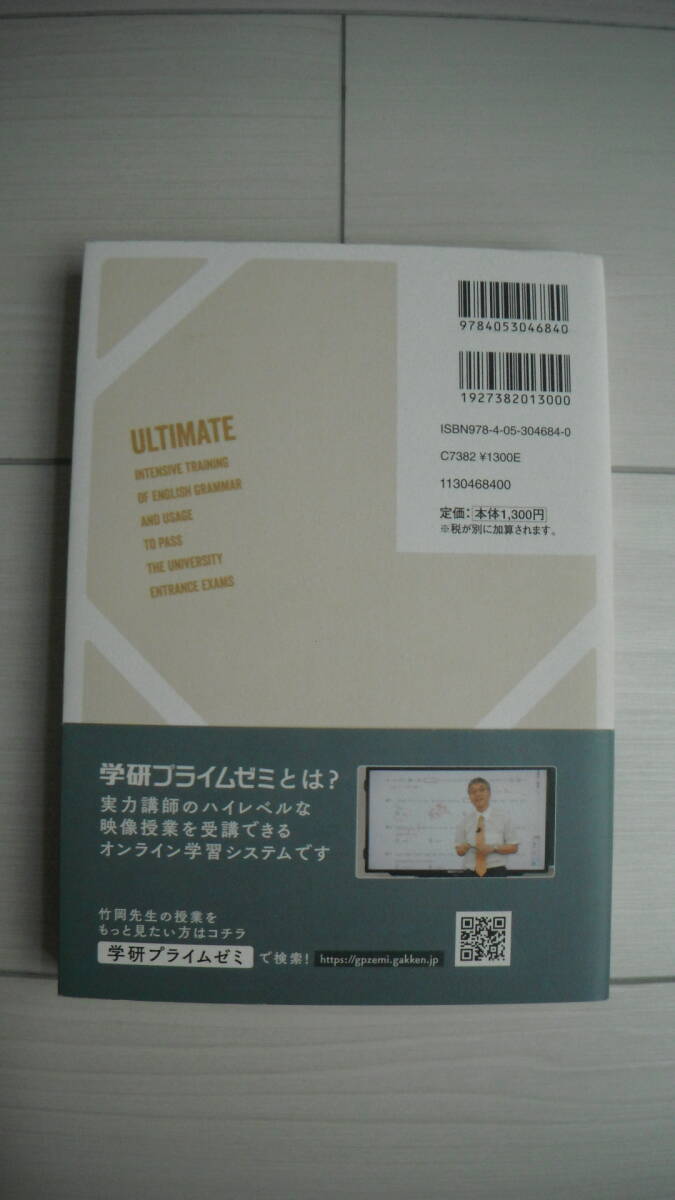 9784053046840
1927382013000
ISBN978-4-05-304684-0
C7382 ¥1300E
1130468400
定価：本体1,300円
※税が別に加算されます。
ULTIMATE
INTENSIVE TRAINING
OF ENGLISH GRAMMAR
AND USAGE
TO PASS
THE UNIVERSITY
ENTRANCE EXAMS
学研プライムゼミとは？
実力講師のハイレベルな
映像授業を受講できる
オンライン学習システムです
竹岡先生の授業を
もっと見たい方はコチラ
学研プライムゼミ で検索！ https://gpzemi.gakken.jp